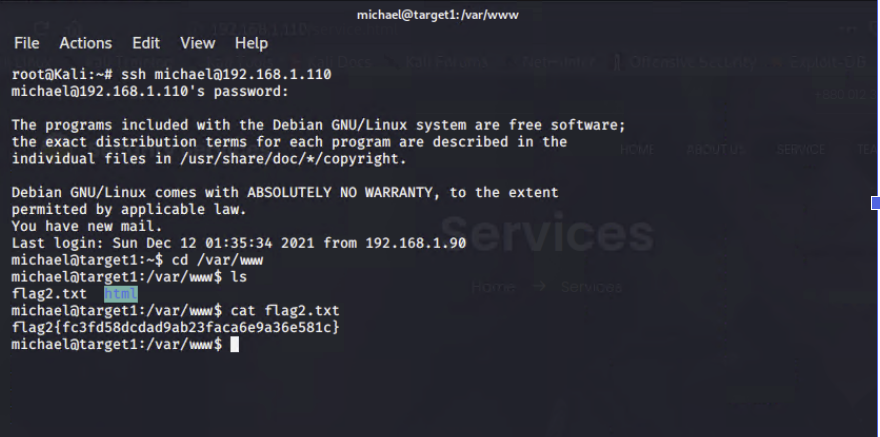 michael@target1:/var/www
File Actions Edit View Help
root@Kali:~# ssh michael@192.168.1.110
michael@192.168.1.110's password:
The programs included with the Debian GNU/Linux system are free software;
the exact distribution terms for each program are described in the
individual files in /usr/share/doc/*/copyright.
Debian GNU/Linux comes with ABSOLUTELY NO WARRANTY, to the extent
permitted by applicable law.
You have new mail.
Last login: Sun Dec 12 01:35:34 2021 from 192.168.1.90
michael@target1:~$ cd /var/www
michael@target1:/var/www$ ls
flag2.txt html
michael@target1:/var/www$ cat flag2.txt
flag2{fc3fd58dcdad9ab23faca6e9a36e581c}
michael@target1:/var/www$
HOME ABOUT US SERVICE
Services
Home → Services